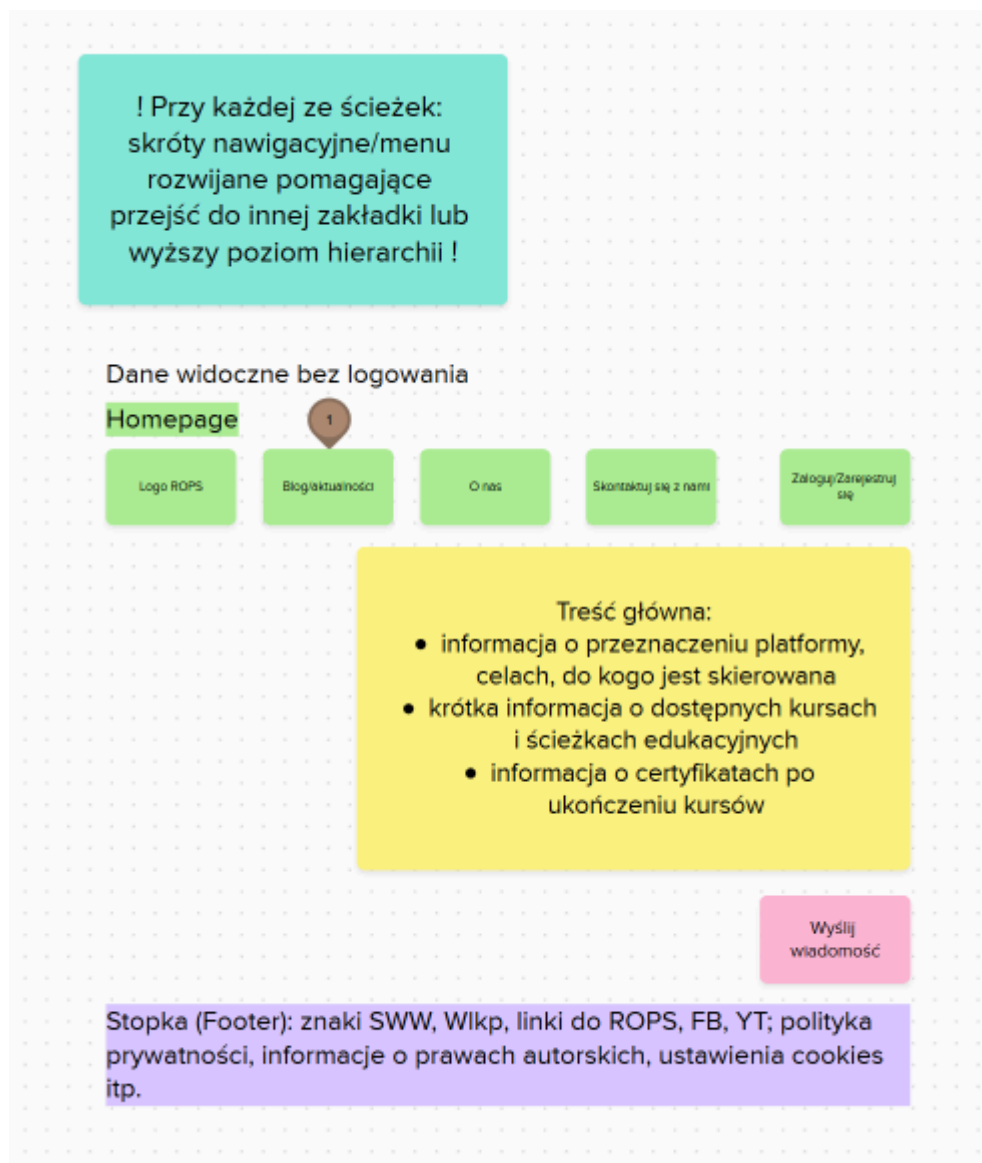 ! Przy każdej ze ścieżek:
skróty nawigacyjne/menu
rozwijane pomagające
przejść do innej zakładki lub
wyższy poziom hierarchii !
Dane widoczne bez logowania
Homepage
1
Logo ROPS
Blog/aktualności
O nas
Skontaktuj się z nami
Zaloguj/Zarejestruj
się
Treść główna:
• informacja o przeznaczeniu platformy,
celach, do kogo jest skierowana
• krótka informacja o dostępnych kursach
i ścieżkach edukacyjnych
• informacja o certyfikatach po
ukończeniu kursów
Wyślij
wiadomość
Stopka (Footer): znaki SWW, Wlkp, linki do ROPS, FB, YT; polityka
prywatności, informacje o prawach autorskich, ustawienia cookies
itp.